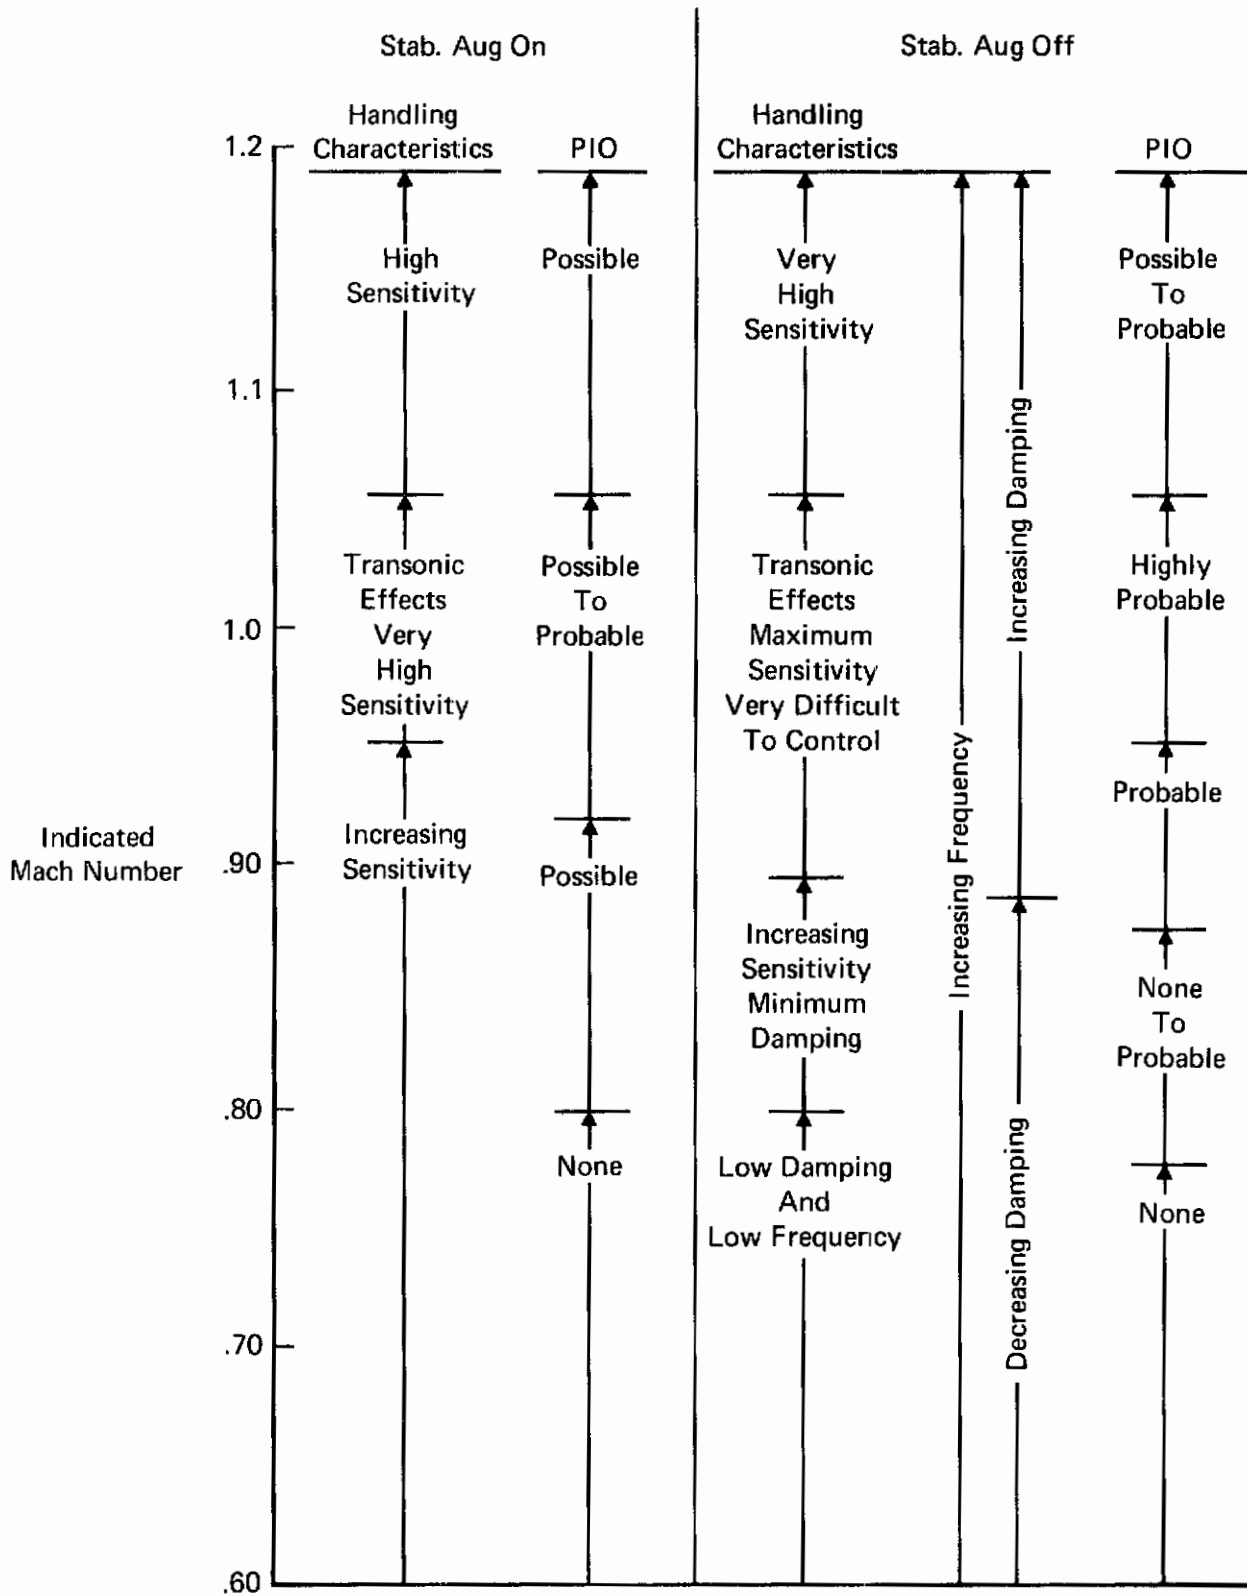 Stab. Aug On
Stab. Aug Off
Handling
Characteristics
PIO
Handling
Characteristics
PIO
1.2
1.1
1.0
.90
.80
.70
.60
Indicated
Mach Number
High
Sensitivity
Transonic
Effects
Very
High
Sensitivity
Increasing
Sensitivity
Possible
Possible
To
Probable
Possible
None
Very
High
Sensitivity
Transonic
Effects
Maximum
Sensitivity
Very Difficult
To Control
Increasing
Sensitivity
Minimum
Damping
Low Damping
And
Low Frequency
Increasing Frequency
Increasing Damping
Decreasing Damping
Possible
To
Probable
Highly
Probable
Probable
None
To
Probable
None